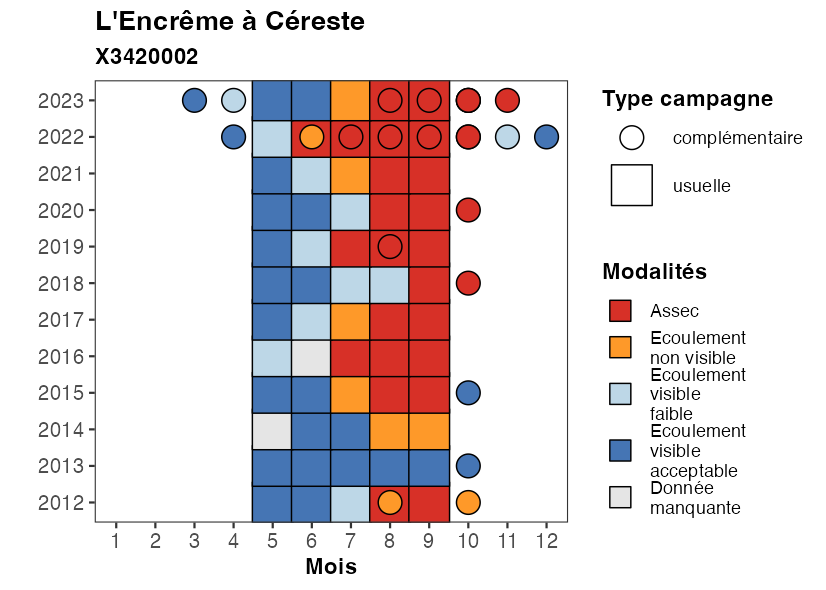 L'Encrême à Céreste
X3420002
2023
2022
2021
2020
2019
2018
2017
2016
2015
2014
2013
2012
1 2 3 4 5 6 7 8 9 10 11 12
Mois
Type campagne
complémentaire
usuelle
Modalités
Assec
Ecoulement
non visible
Ecoulement
visible
faible
Ecoulement
visible
acceptable
Donnée
manquante